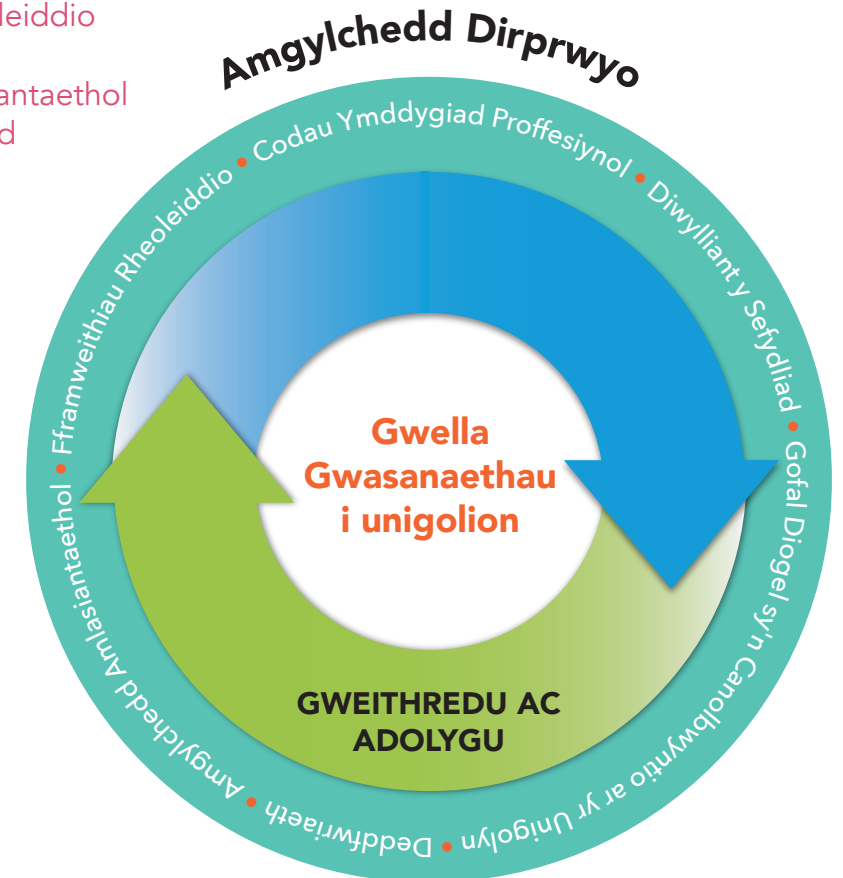 leiddio
antaethol
d
Amgylchedd Dirprwyo
Fframweithiau Rheoleiddio • Codau Ymddygiad Proffesiynol • Diwylliant y Sefydliad • Gofal Diogel sy'n Canolbwyntio ar yr Unigolyn • Deddfwriaeth • Amgylchedd Amlasiantaethol •
Gwella
Gwasanaethau
i unigolion
GWEITHREDU AC
ADOLYGU